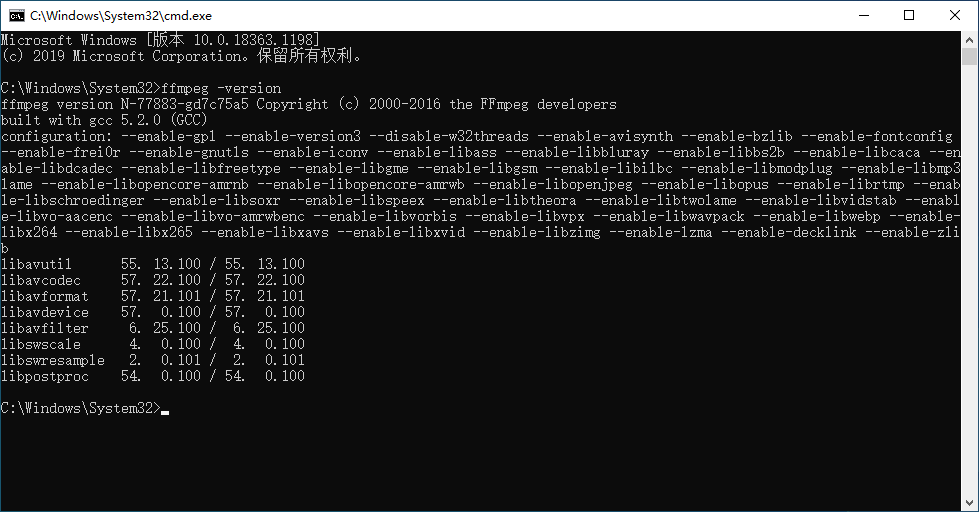 C:\Windows\System32\cmd.exe
Microsoft Windows [版本 10.0.18363.1198]
(c) 2019 Microsoft Corporation。保留所有权利。
C:\Windows\System32>ffmpeg -version
ffmpeg version N-77883-gd7c75a5 Copyright (c) 2000-2016 the FFmpeg developers
built with gcc 5.2.0 (GCC)
configuration: --enable-gpl --enable-version3 --disable-w32threads --enable-avisynth --enable-bzlib --enable-fontconfig
--enable-frei0r --enable-gnutls --enable-iconv --enable-libass --enable-libbluray --enable-libbs2b --enable-libcaca --en
able-libdcadec --enable-libfreetype --enable-libgme --enable-libgsm --enable-libilbc --enable-libmodplug --enable-libmp3
lame --enable-libopencore-amrnb --enable-libopencore-amrwb --enable-libopenjpeg --enable-libopus --enable-librtmp --enab
le-libschroedinger --enable-libsoxr --enable-libspeex --enable-libtheora --enable-libtwolame --enable-libvidstab --enabl
e-libvo-aacenc --enable-libvo-amrwbenc --enable-libvorbis --enable-libvpx --enable-libwavpack --enable-libwebp --enable-
libx264 --enable-libx265 --enable-libxavs --enable-libxvid --enable-libzimg --enable-lzma --enable-decklink --enable-zli
b
libavutil      55. 13.100 / 55. 13.100
libavcodec     57. 22.100 / 57. 22.100
libavformat    57. 21.101 / 57. 21.101
libavdevice    57.  0.100 / 57.  0.100
libavfilter     6. 25.100 /  6. 25.100
libswscale      4.  0.100 /  4.  0.100
libswresample   2.  0.101 /  2.  0.101
libpostproc    54.  0.100 / 54.  0.100
C:\Windows\System32>